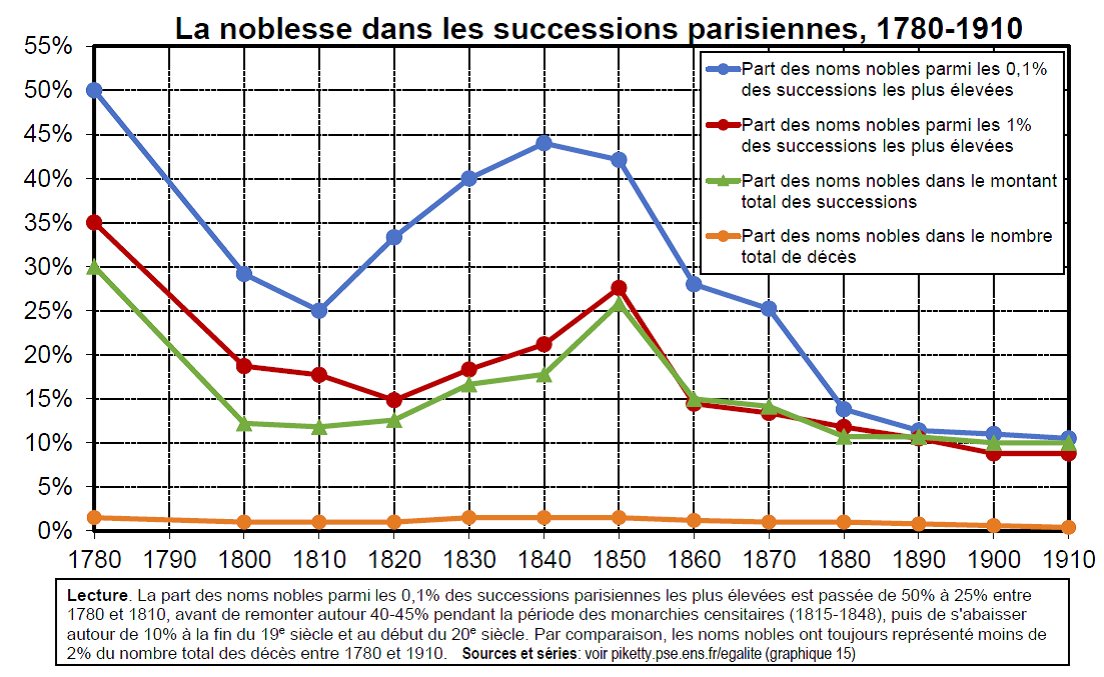 La noblesse dans les successions parisiennes, 1780-1910
55%
50%
45%
40%
35%
30%
25%
20%
15%
10%
5%
0%
Part des noms nobles parmi les 0,1%
des successions les plus élevées
Part des noms nobles parmi les 1%
des successions les plus élevées
Part des noms nobles dans le montant
total des successions
Part des noms nobles dans le nombre
total de décès
1780 1790 1800 1810 1820 1830 1840 1850 1860 1870 1880 1890 1900 1910
Lecture. La part des noms nobles parmi les 0,1% des successions parisiennes les plus élevées est passée de 50% à 25% entre
1780 et 1810, avant de remonter autour 40-45% pendant la période des monarchies censitaires (1815-1848), puis de s'abaisser
autour de 10% à la fin du 19e siècle et au début du 20e siècle. Par comparaison, les noms nobles ont toujours représenté moins de
2% du nombre total des décès entre 1780 et 1910. Sources et séries: voir piketty.pse.ens.fr/egalite (graphique 15)